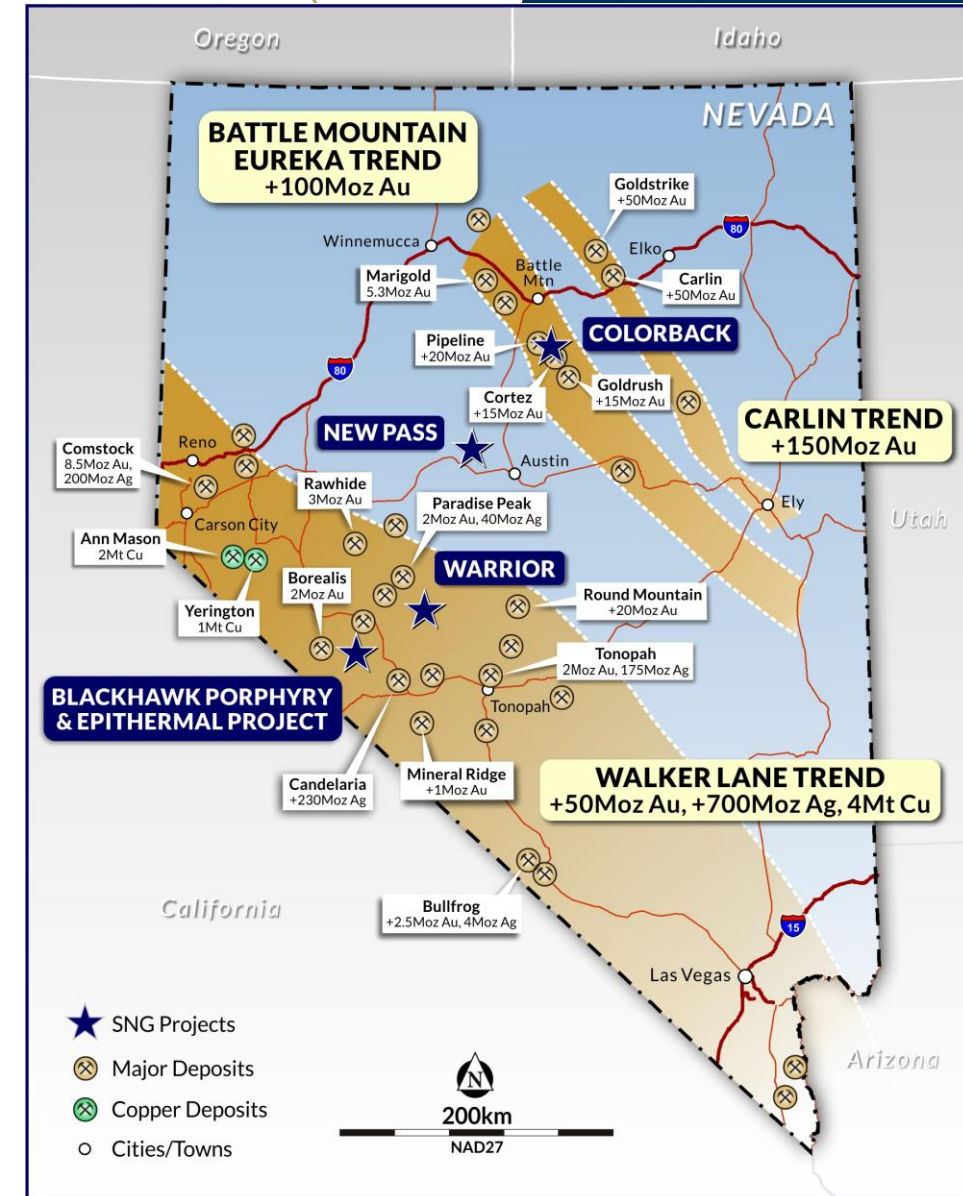 Oregon
Idaho
NEVADA
BATTLE MOUNTAIN
EUREKA TREND
+100Moz Au
Goldstrike
+50Moz Au
80
Winnemucca
Elko
Marigold
5.3Moz Au
Battle
Mtn
Carlin
+50Moz Au
Pipeline
+20Moz Au
COLORBACK
80
Cortez
+15Moz Au
Goldrush
+15Moz Au
CARLIN TREND
+150Moz Au
NEW PASS
Comstock
8.5Moz Au,
200Moz Ag
Reno
Austin
Rawhide
3Moz Au
Paradise Peak
2Moz Au, 40Moz Ag
Ely
Utah
Carson City
Ann Mason
2Mt Cu
WARRIOR
Borealis
2Moz Au
Yerington
1Mt Cu
Round Mountain
+20Moz Au
Tonopah
2Moz Au, 175Moz Ag
BLACKHAWK PORPHYRY
& EPITHERMAL PROJECT
Tonopah
Candelaria
+230Moz Ag
Mineral Ridge
+1Moz Au
WALKER LANE TREND
+50Moz Au, +700Moz Ag, 4Mt Cu
California
Bullfrog
+2.5Moz Au, 4Moz Ag
15
Las Vegas
Arizona
SNG Projects
Major Deposits
Copper Deposits
Cities/Towns
N
200km
NAD27